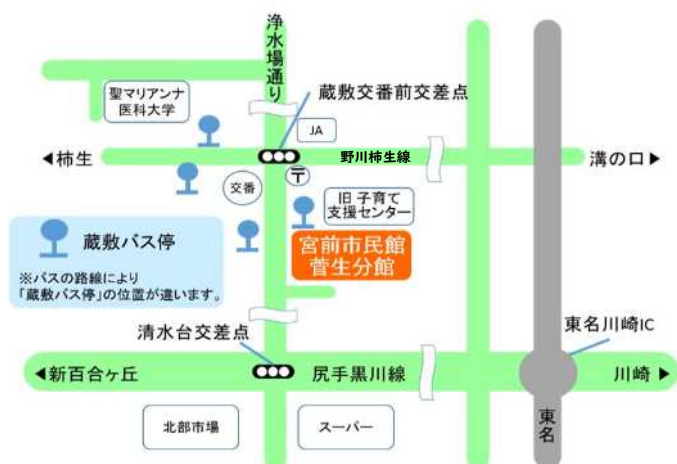 浄水場通り
聖マリアンナ
医科大学
蔵敷交番前交差点
JA
◀柿生
野川柿生線
溝の口▶
〒
交番
旧 子育て
支援センター
蔵敷バス停
※バスの路線により
「蔵敷バス停」の位置が違います。
宮前市民館
菅生分館
清水台交差点
東名川崎IC
◀新百合ヶ丘
尻手黒川線
川崎▶
北部市場
スーパー
東名